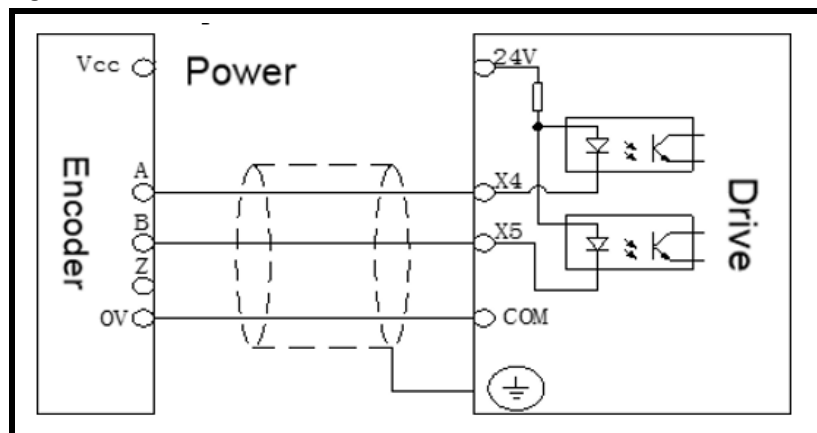 Vcc
Power
24V
Encoder
A
X4
B
X5
Z
0V
COM
Drive